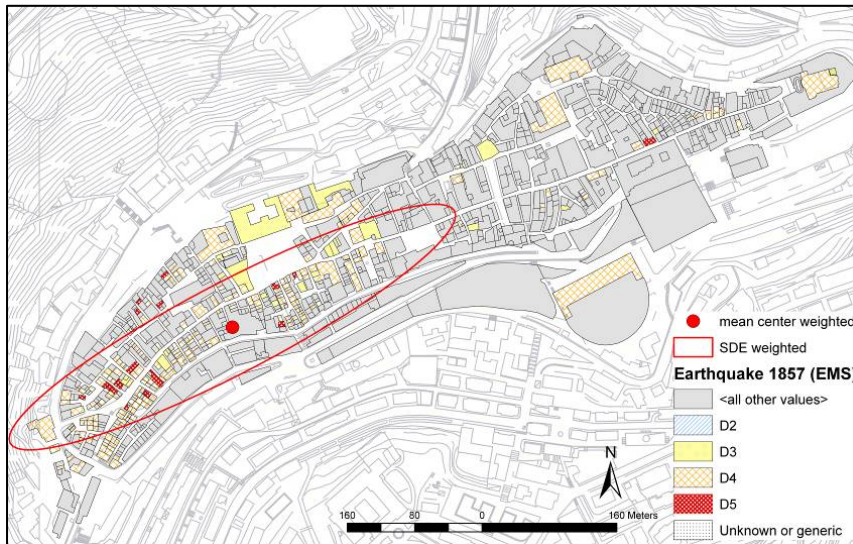 mean center weighted
SDE weighted
Earthquake 1857 (EMS)
<all other values>
D2
D3
D4
D5
Unknown or generic
N
160 80 0 160 Meters